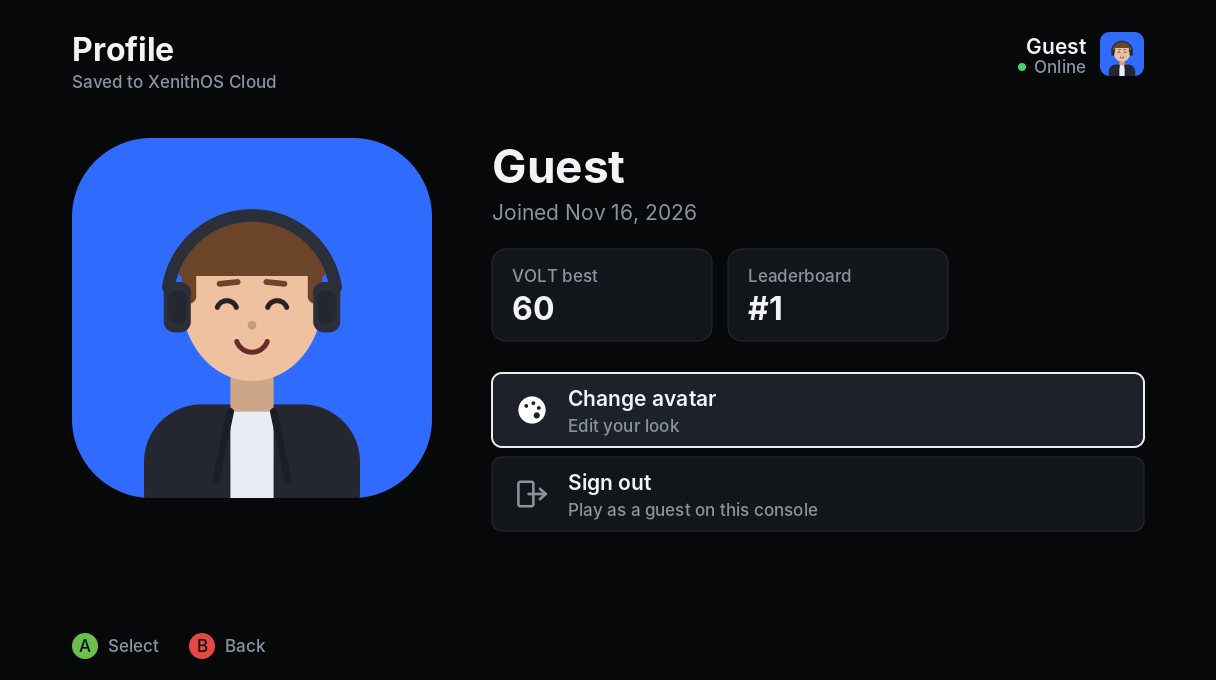 Profile
Saved to XenithOS Cloud
Guest
Online
Guest
Joined Nov 16, 2026
VOLT best
60
Leaderboard
#1
Change avatar
Edit your look
Sign out
Play as a guest on this console
A Select B Back